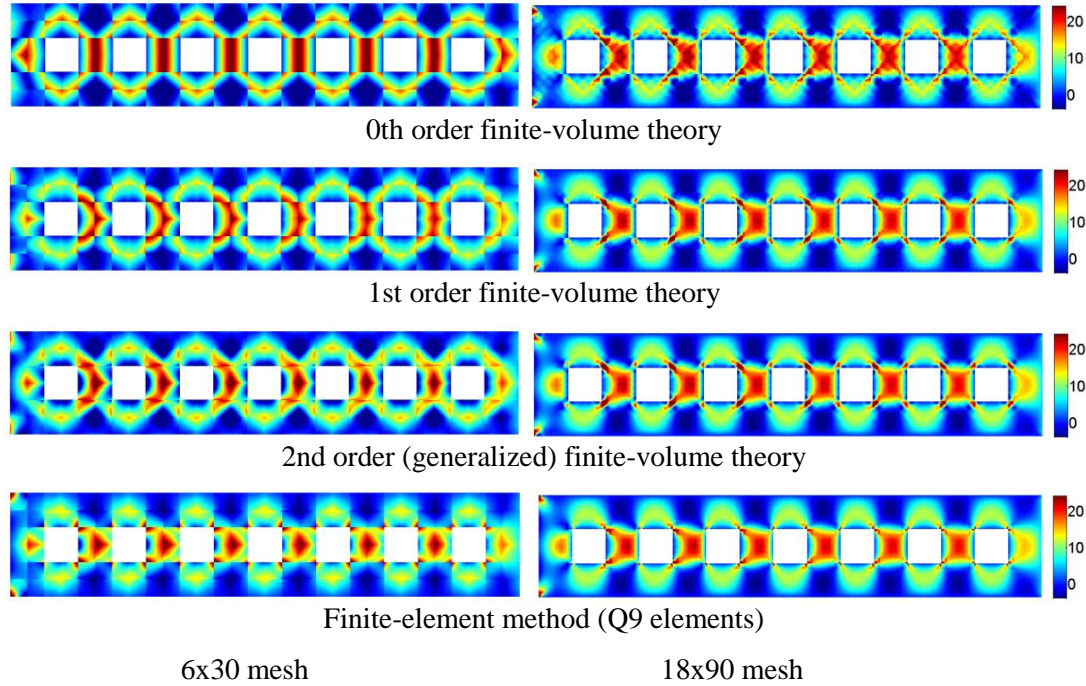 20
10
0
0th order finite-volume theory
20
10
0
1st order finite-volume theory
20
10
0
2nd order (generalized) finite-volume theory
20
10
0
Finite-element method (Q9 elements)
6x30 mesh 18x90 mesh